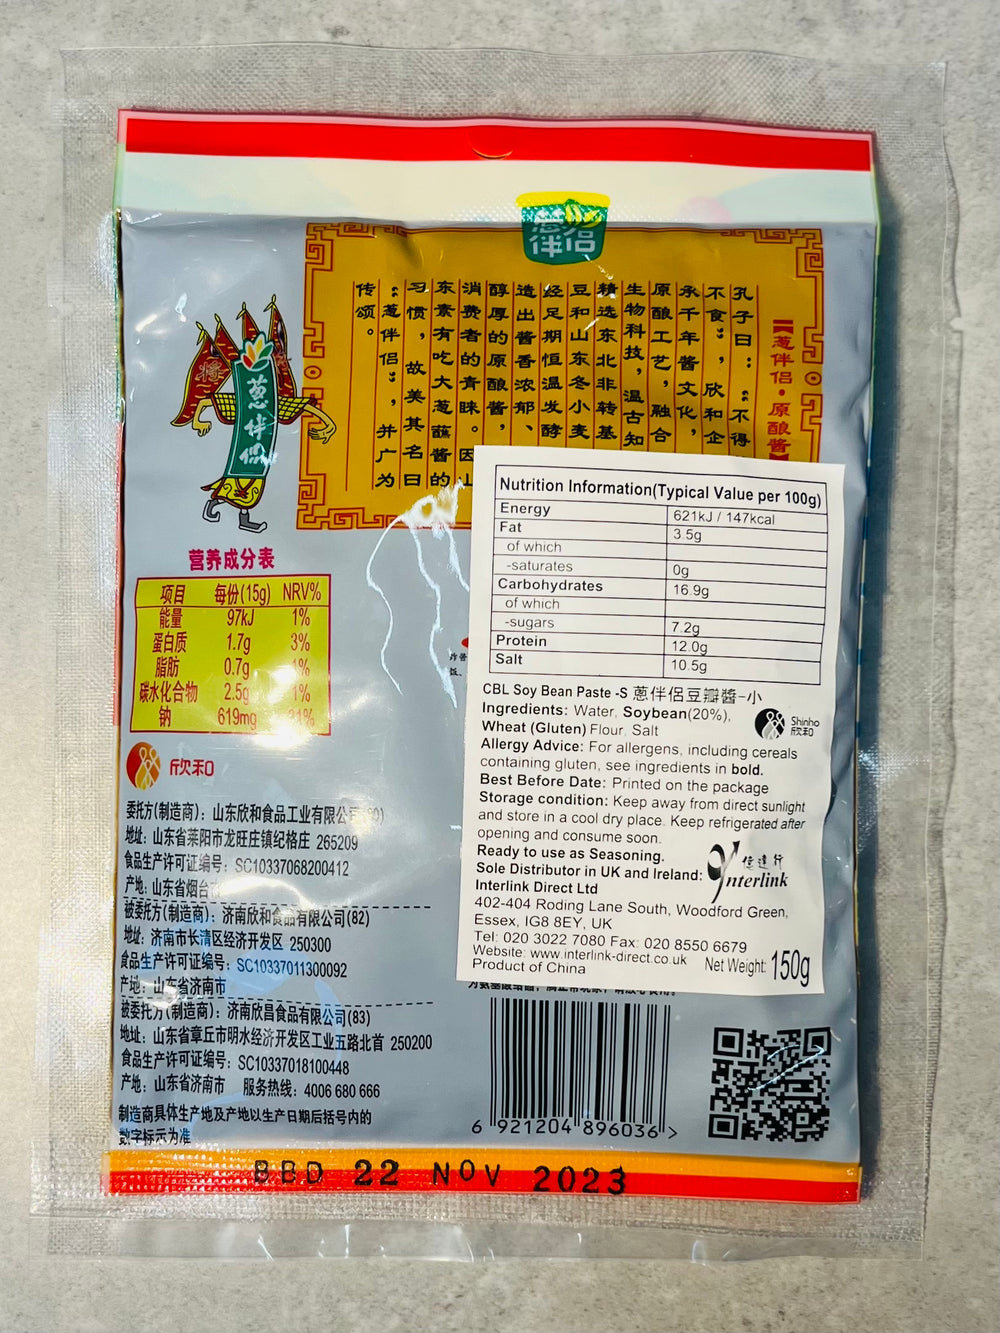 葱伴侣
【葱伴侣·原酿酱】
孔子曰：“不得
不食”，欣和企
承千年酱文化，
原酿工艺，融合
生物科技，温古知
精选东北非转基
豆和山东冬小麦
经足期恒温发酵
造出酱香浓郁、
醇厚的原酿酱，
消费者的青睐。因山
东素有吃大葱蘸酱的
习惯，故美其名曰
“葱伴侣”，并广为
传颂。
葱伴侣
营养成分表
项目 每份(15g) NRV%
能量 97kJ 1%
蛋白质 1.7g 3%
脂肪 0.7g 1%
碳水化合物 2.5g 1%
钠 619mg 31%
欣和
委托方(制造商)：山东欣和食品工业有限公
地址：山东省莱阳市龙旺庄镇纪格庄 265209
食品生产许可证编号：SC10337068200412
产地：山东省烟台
被委托方(制造商)：济南欣和食品有限公司(82)
地址：济南市长清区经济开发区 250300
食品生产许可证编号：SC10337011300092
产地：山东省济南市
被委托方(制造商)：济南欣昌食品有限公司(83)
地址：山东省章丘市明水经济开发区工业五路北首 250200
食品生产许可证编号：SC10337018100448
产地：山东省济南市 服务热线：4006 680 666
制造商具体生产地及产地以生产日期后括号内的
数字标示为准
Nutrition Information(Typical Value per 100g)
Energy 621kJ / 147kcal
Fat 3.5g
of which
-saturates 0g
Carbohydrates 16.9g
of which
-sugars 7.2g
Protein 12.0g
Salt 10.5g
CBL Soy Bean Paste -S 蔥伴侶豆瓣醬-小
Ingredients: Water, Soybean(20%),
Wheat (Gluten) Flour, Salt
Shinho
欣和
Allergy Advice: For allergens, including cereals
containing gluten, see ingredients in bold.
Best Before Date: Printed on the package
Storage condition: Keep away from direct sunlight
and store in a cool dry place. Keep refrigerated after
opening and consume soon.
Ready to use as Seasoning.
Sole Distributor in UK and Ireland:
億達行
Interlink
Interlink Direct Ltd
402-404 Roding Lane South, Woodford Green,
Essex, IG8 8EY, UK
Tel: 020 3022 7080 Fax: 020 8550 6679
Website: www.interlink-direct.co.uk
Product of China
Net Weight: 150g
6 921204 896036 >
BBD 22 NOV 2023